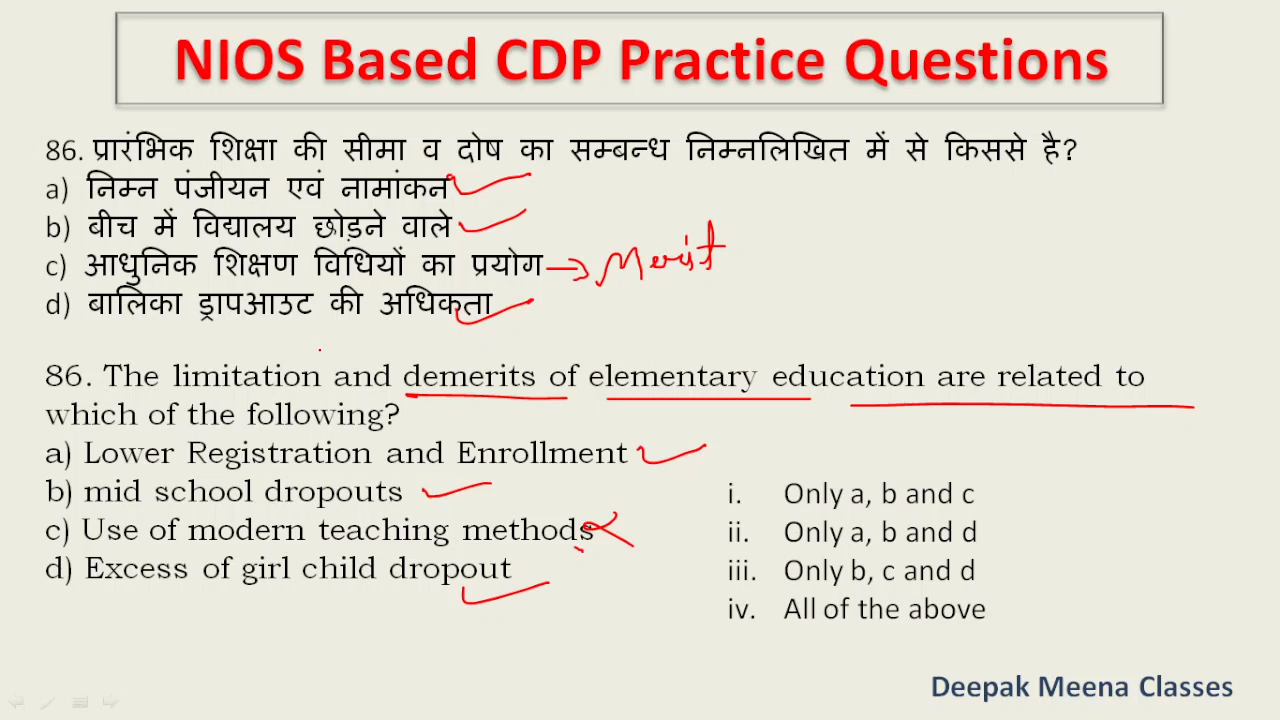 NIOS Based CDP Practice Questions
86. प्रारंभिक शिक्षा की सीमा व दोष का सम्बन्ध निम्नलिखित में से किससे है?
a) निम्न पंजीयन एवं नामांकन
b) बीच में विद्यालय छोड़ने वाले
c) आधुनिक शिक्षण विधियों का प्रयोग → Merit
d) बालिका ड्रापआउट की अधिकता
86. The limitation and demerits of elementary education are related to
which of the following?
a) Lower Registration and Enrollment
b) mid school dropouts
c) Use of modern teaching methods
d) Excess of girl child dropout
i. Only a, b and c
ii. Only a, b and d
iii. Only b, c and d
iv. All of the above
Deepak Meena Classes